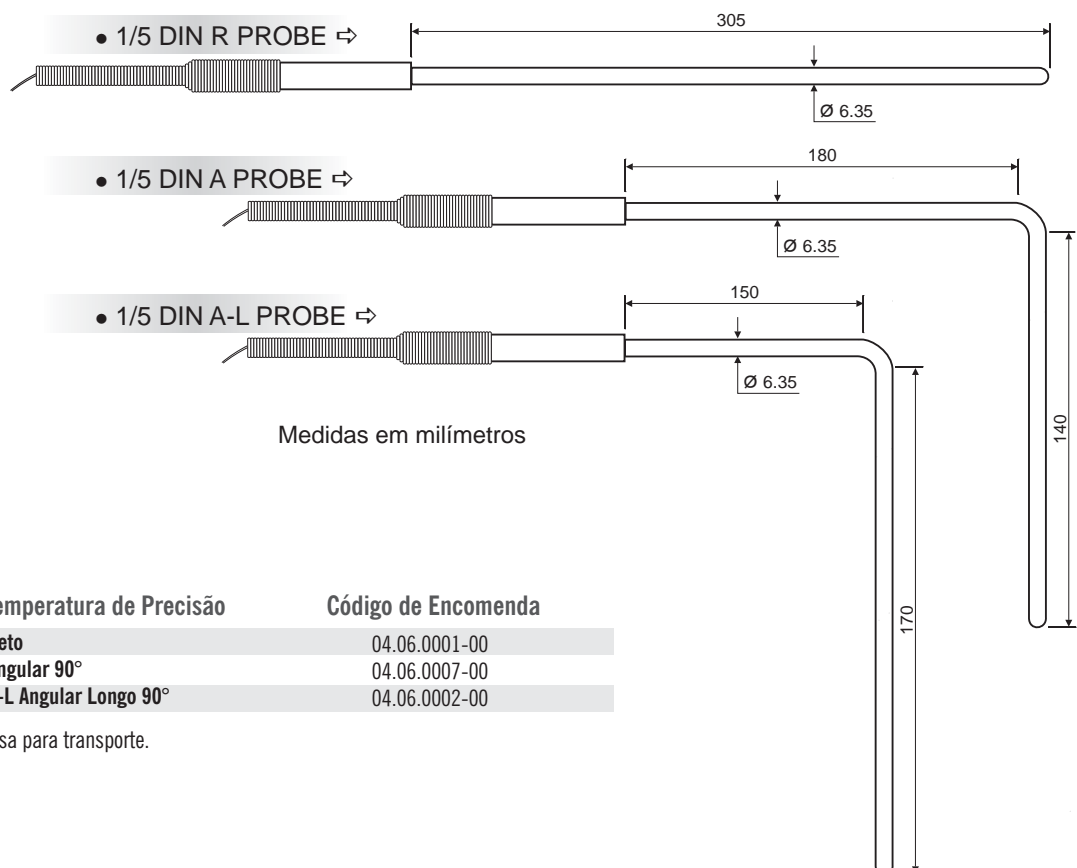 ● 1/5 DIN R PROBE ⇨
305
Ø 6.35
● 1/5 DIN A PROBE ⇨
180
Ø 6.35
140
● 1/5 DIN A-L PROBE ⇨
150
Ø 6.35
170
Medidas em milímetros
emperatura de Precisão Código de Encomenda
eto 04.06.0001-00
ngular 90° 04.06.0007-00
-L Angular Longo 90° 04.06.0002-00
sa para transporte.